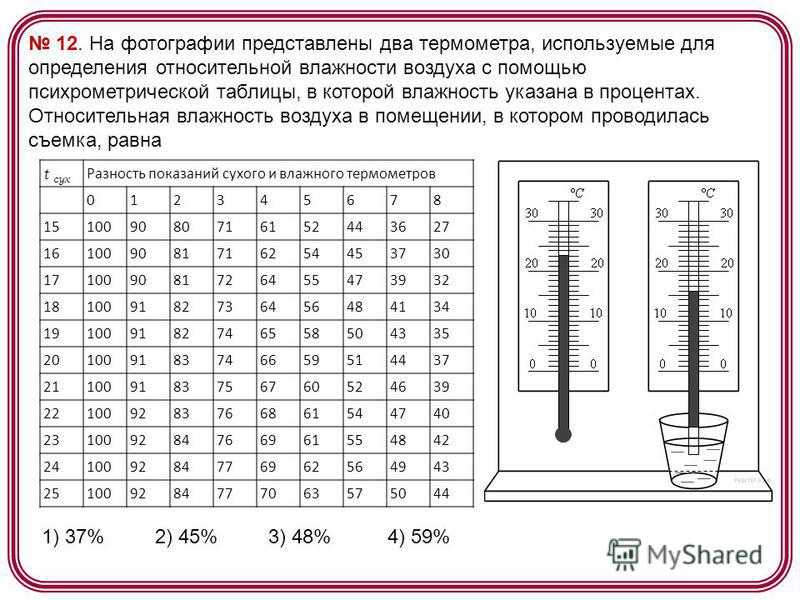 № 12. На фотографии представлены два термометра, используемые для
определения относительной влажности воздуха с помощью
психрометрической таблицы, в которой влажность указана в процентах.
Относительная влажность воздуха в помещении, в котором проводилась
съемка, равна
t сух Разность показаний сухого и влажного термометров
0 1 2 3 4 5 6 7 8
15 100 90 80 71 61 52 44 36 27
16 100 90 81 71 62 54 45 37 30
17 100 90 81 72 64 55 47 39 32
18 100 91 82 73 64 56 48 41 34
19 100 91 82 74 65 58 50 43 35
20 100 91 83 74 66 59 51 44 37
21 100 91 83 75 67 60 52 46 39
22 100 92 83 76 68 61 54 47 40
23 100 92 84 76 69 61 55 48 42
24 100 92 84 77 69 62 56 49 43
25 100 92 84 77 70 63 57 50 44
°C °C
30 30 30 30
20 20 20 20
10 10 10 10
0 0 0 0
1) 37% 2) 45% 3) 48% 4) 59%
MyShared